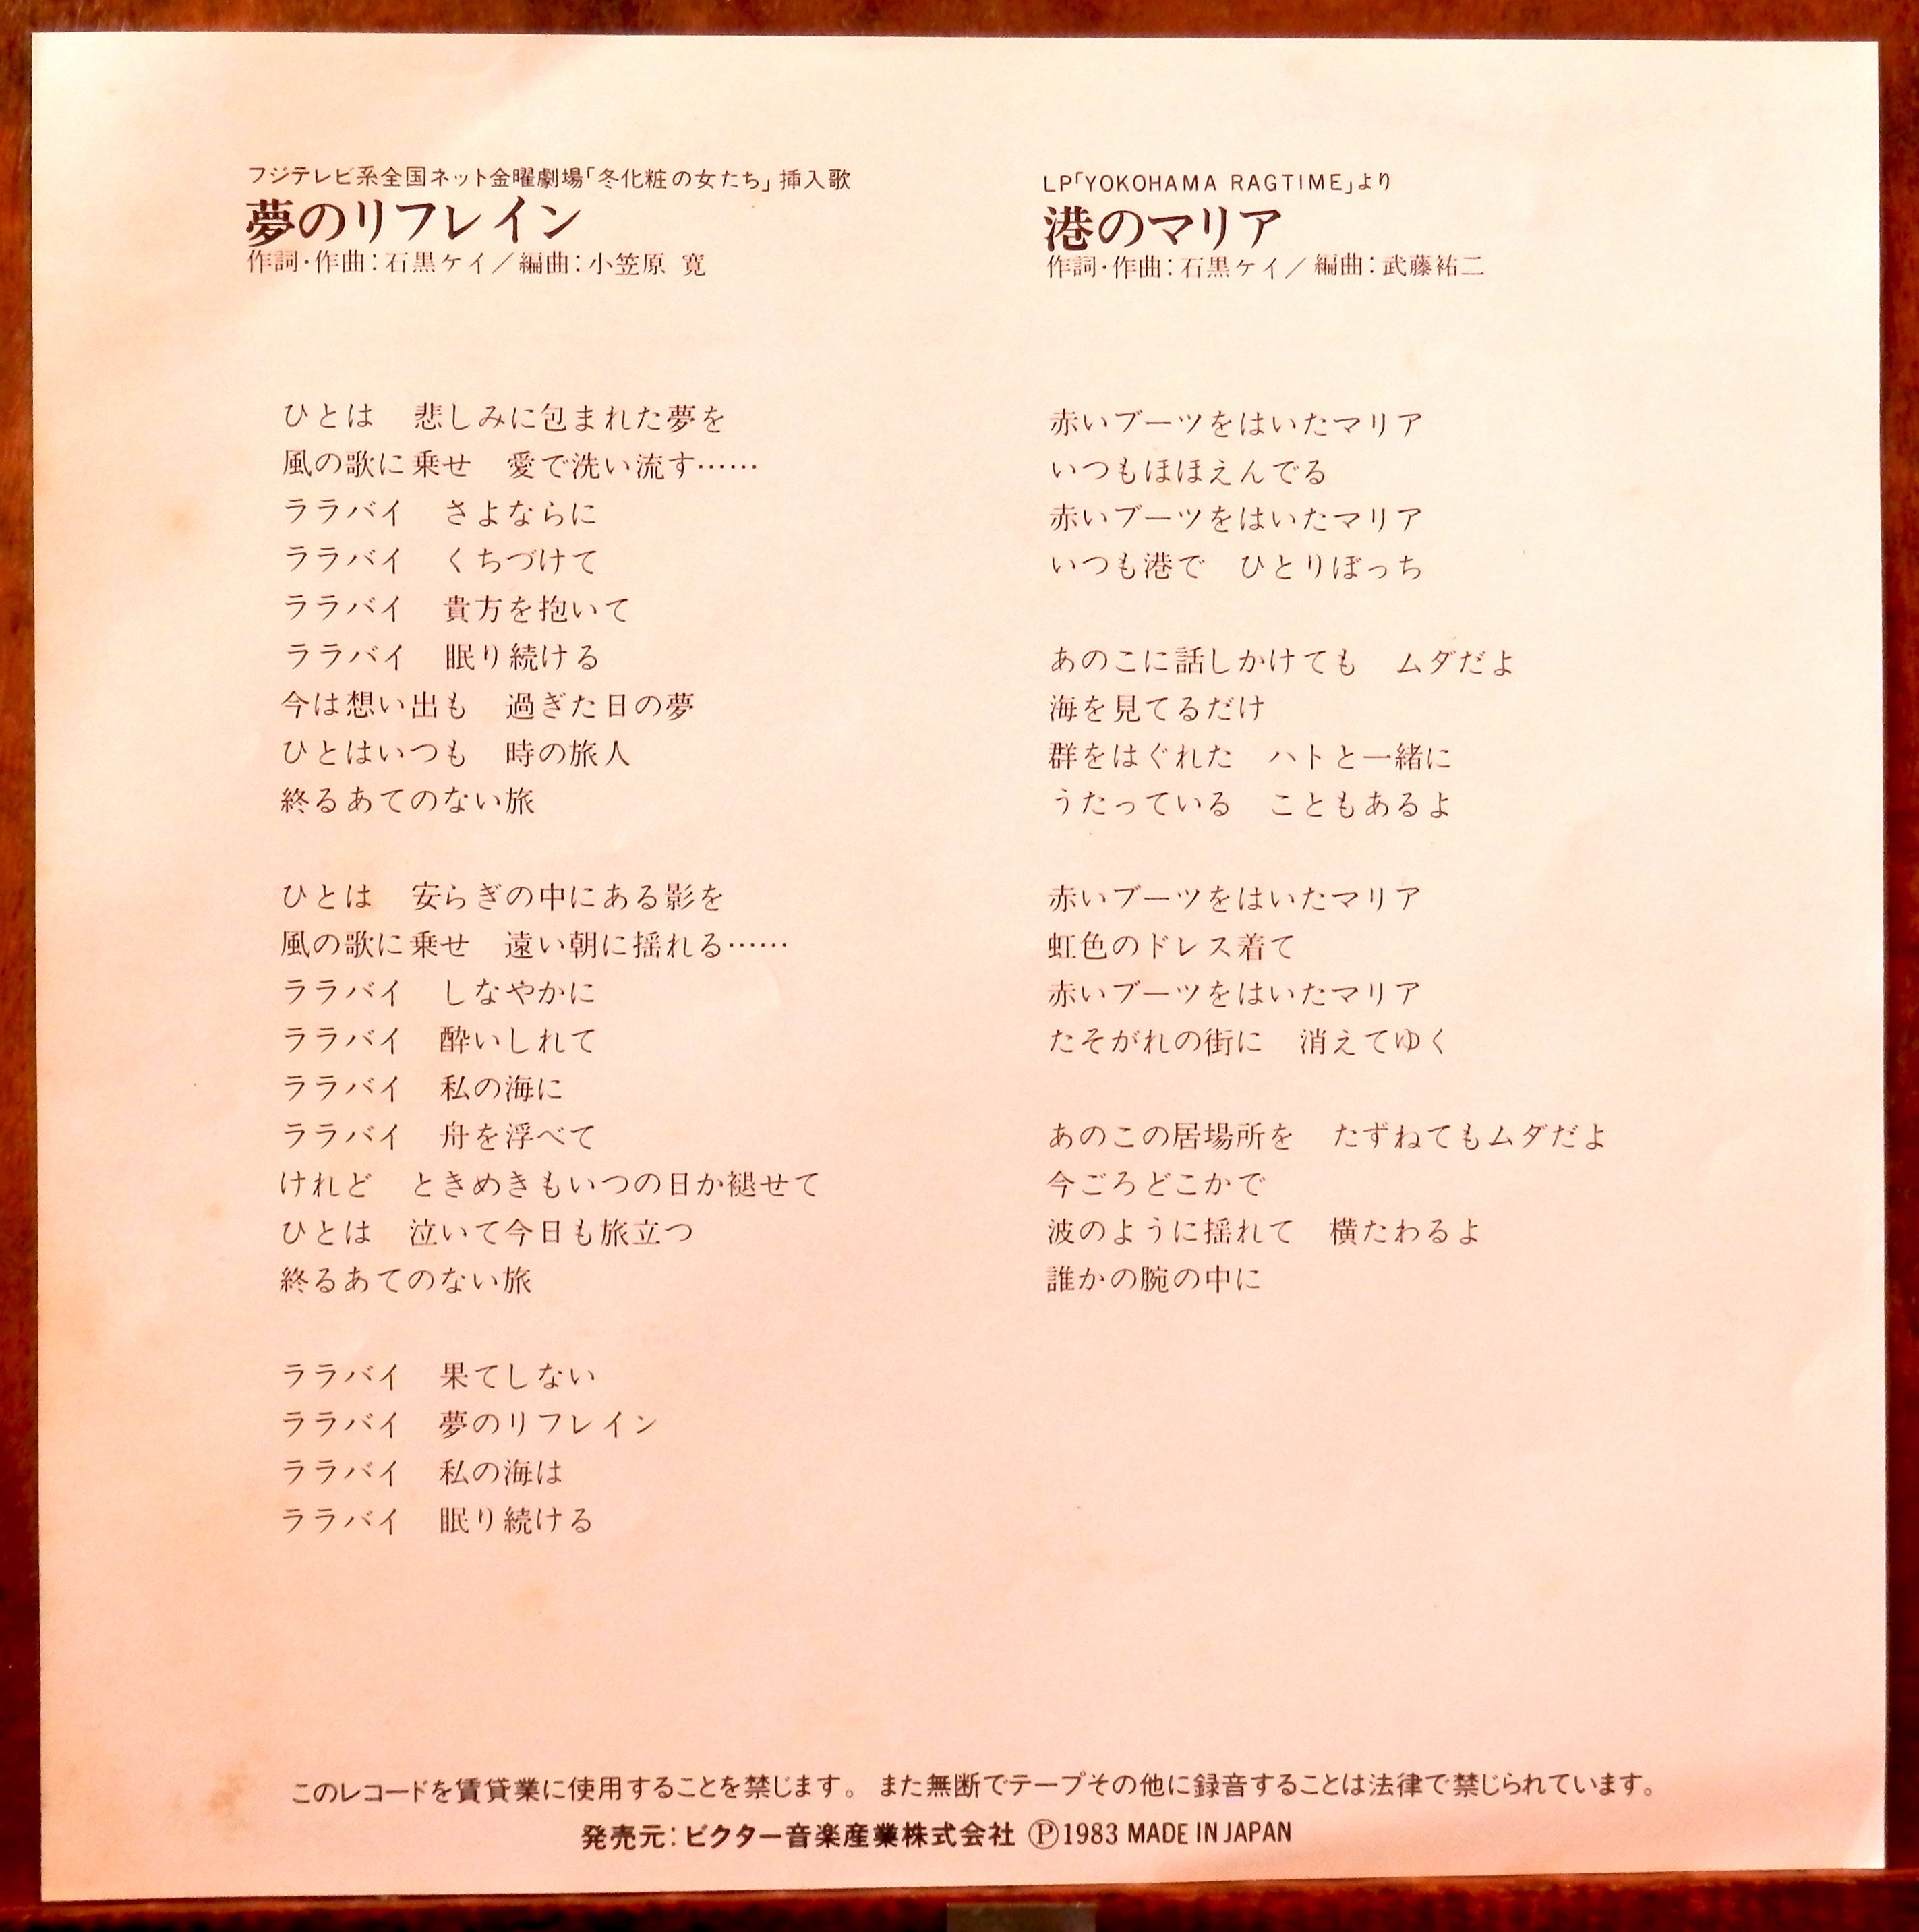 フジテレビ系全国ネット金曜劇場「冬化粧の女たち」挿入歌
夢のリフレイン
作詞・作曲：石黒ケイ／編曲：小笠原 寛
ひとは　悲しみに包まれた夢を
風の歌に乗せ　愛で洗い流す……
ララバイ　さよならに
ララバイ　くちづけて
ララバイ　貴方を抱いて
ララバイ　眠り続ける
今は想い出も　過ぎた日の夢
ひとはいつも　時の旅人
終るあてのない旅
ひとは　安らぎの中にある影を
風の歌に乗せ　遠い朝に揺れる……
ララバイ　しなやかに
ララバイ　酔いしれて
ララバイ　私の海に
ララバイ　舟を浮べて
けれど　ときめきもいつの日か褪せて
ひとは　泣いて今日も旅立つ
終るあてのない旅
ララバイ　果てしない
ララバイ　夢のリフレイン
ララバイ　私の海は
ララバイ　眠り続ける
LP「YOKOHAMA RAGTIME」より
港のマリア
作詞・作曲：石黒ケイ／編曲：武藤祐二
赤いブーツをはいたマリア
いつもほほえんでる
赤いブーツをはいたマリア
いつも港で　ひとりぼっち
あのこに話しかけても　ムダだよ
海を見てるだけ
群をはぐれた　ハトと一緒に
うたっている　こともあるよ
赤いブーツをはいたマリア
虹色のドレス着て
赤いブーツをはいたマリア
たそがれの街に　消えてゆく
あのこの居場所を　たずねてもムダだよ
今ごろどこかで
波のように揺れて　横たわるよ
誰かの腕の中に
このレコードを賃貸業に使用することを禁じます。また無断でテープその他に録音することは法律で禁じられています。
発売元：ビクター音楽産業株式会社 Ⓟ1983 MADE IN JAPAN